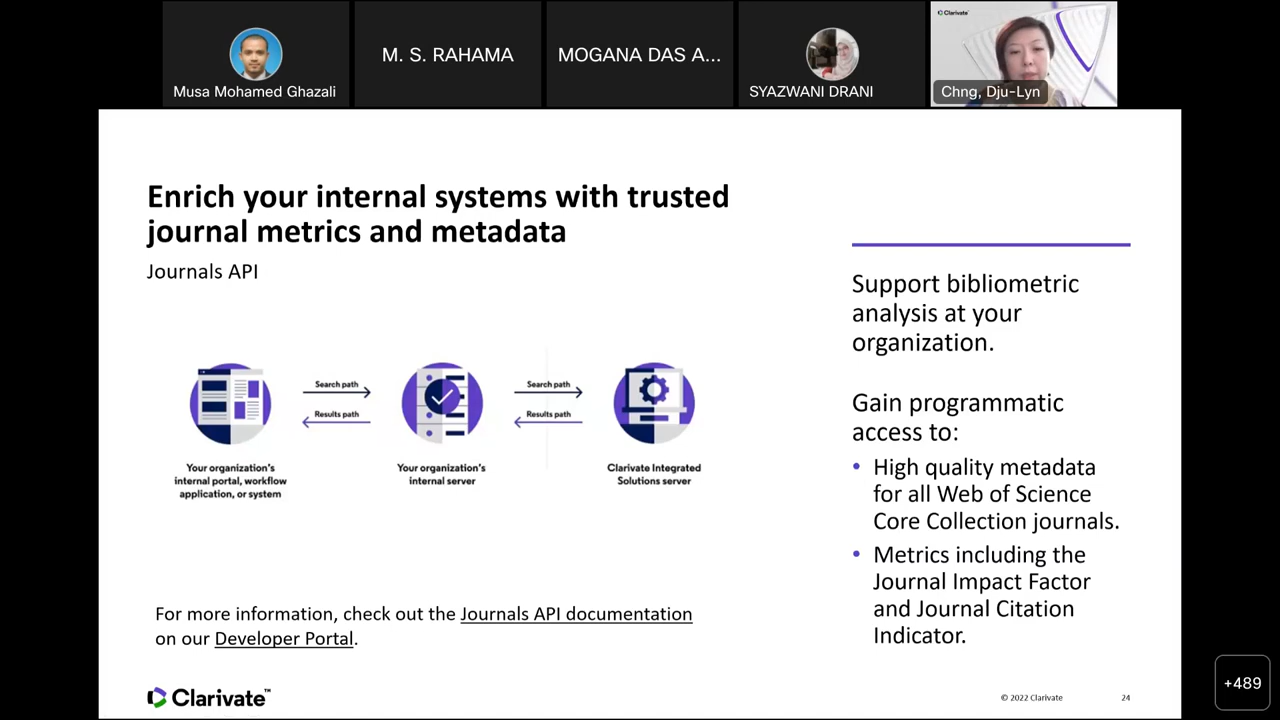 Musa Mohamed Ghazali
M. S. RAHAMA
MOGANA DAS A...
SYAZWANI DRANI
Clarivate
Chng, Dju-Lyn
Enrich your internal systems with trusted
journal metrics and metadata
Journals API
Search path
Results path
Search path
Results path
Your organization's
internal portal, workflow
application, or system
Your organization's
internal server
Clarivate Integrated
Solutions server
For more information, check out the Journals API documentation
on our Developer Portal.
Support bibliometric
analysis at your
organization.
Gain programmatic
access to:
• High quality metadata
for all Web of Science
Core Collection journals.
• Metrics including the
Journal Impact Factor
and Journal Citation
Indicator.
Clarivate™
© 2022 Clarivate
24
+489